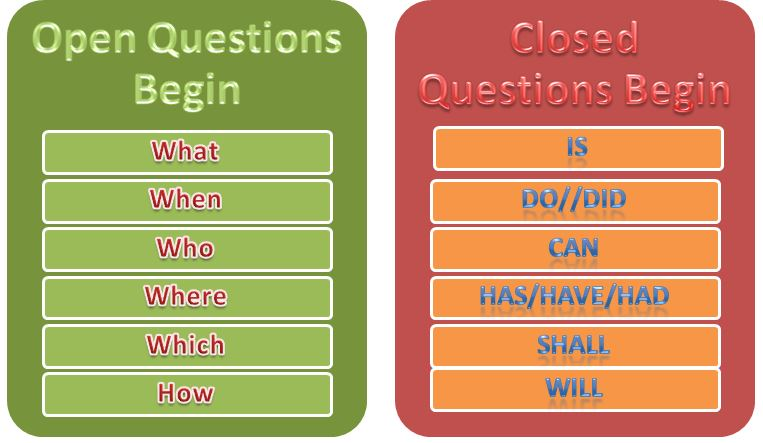 Open Questions
Begin
What
When
Who
Where
Which
How
Closed
Questions Begin
IS
DO//DID
CAN
HAS/HAVE/HAD
SHALL
WILL